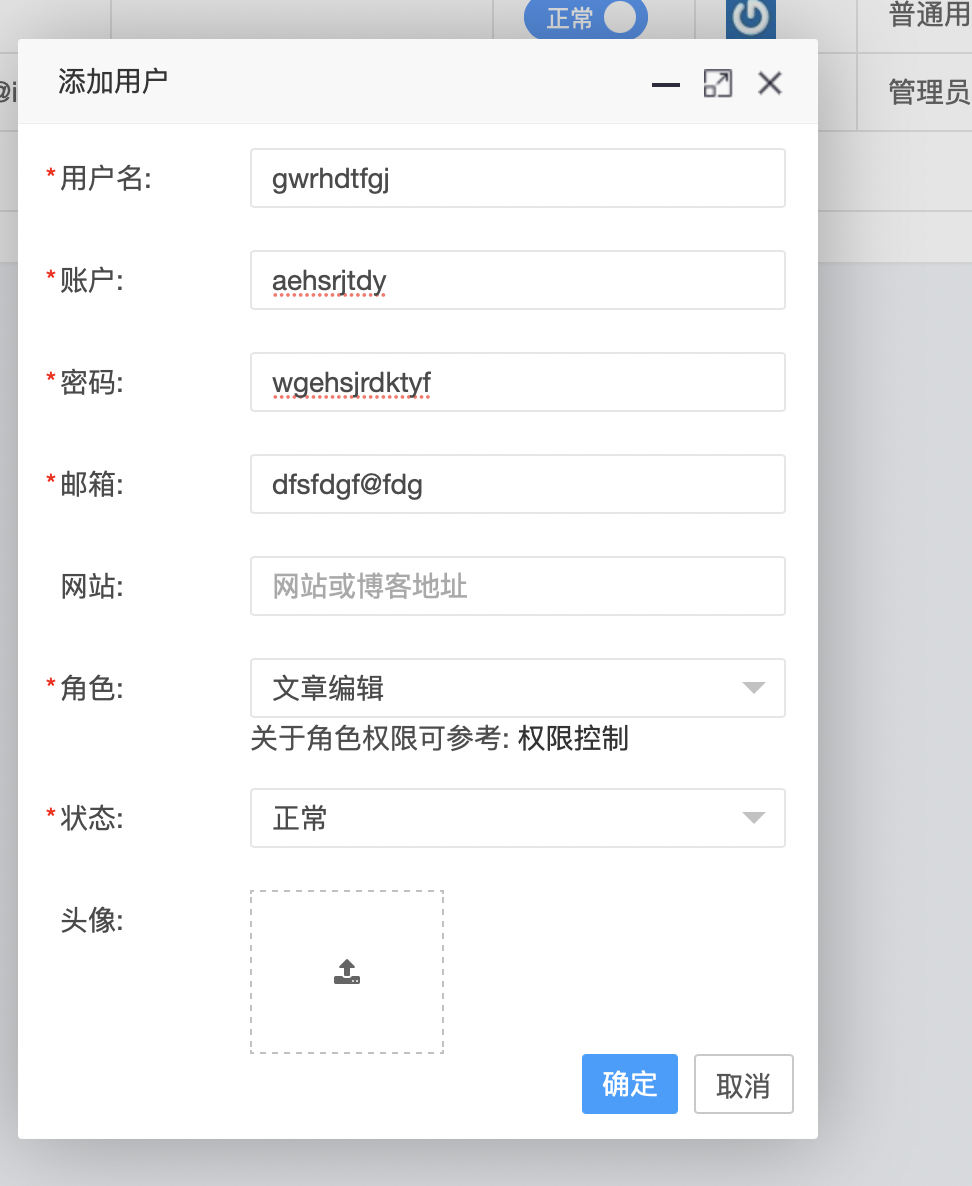 正常
普通用
@i
管理员
添加用户
*用户名:
gwrhdtfgj
*账户:
aehsrjtdy
*密码:
wgehsjrdktyf
*邮箱:
dfsfdgf@fdg
网站:
网站或博客地址
*角色:
文章编辑
关于角色权限可参考: 权限控制
*状态:
正常
头像:
确定
取消